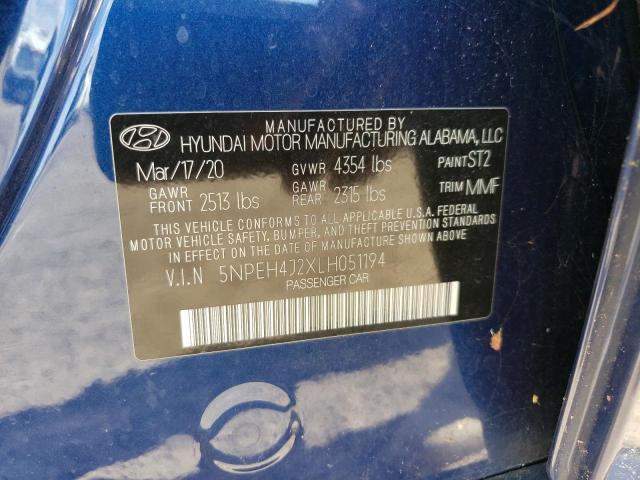 MANUFACTURED BY
HYUNDAI MOTOR MANUFACTURING ALABAMA, LLC
Mar/17/20 GVWR 4354 lbs PAINT ST2
GAWR FRONT 2513 lbs GAWR REAR 2315 lbs TRIM MMF
THIS VEHICLE CONFORMS TO ALL APPLICABLE U.S.A. FEDERAL
MOTOR VEHICLE SAFETY, BUMPER, AND THEFT PREVENTION STANDARDS
IN EFFECT ON THE DATE OF MANUFACTURE SHOWN ABOVE.
V.I.N 5NPEH4J2XLH051194
PASSENGER CAR